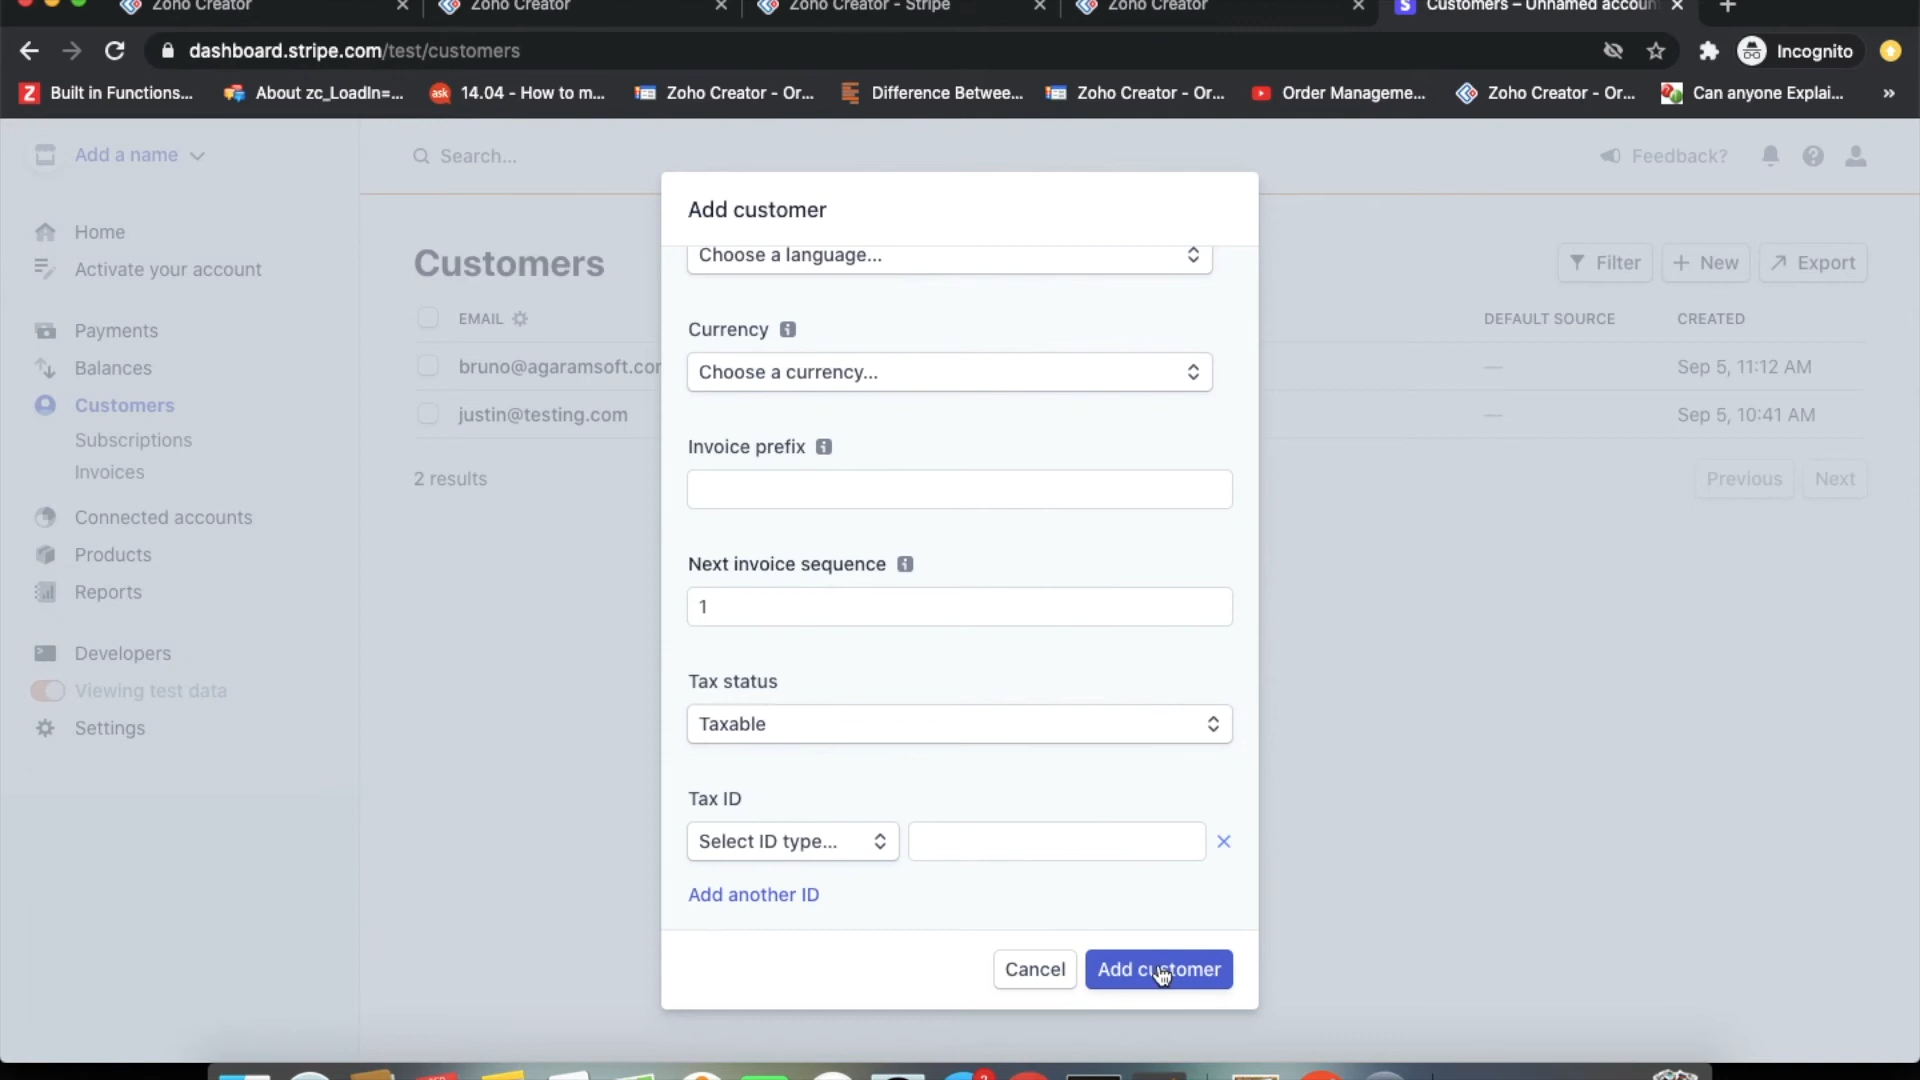 Zoho Creator
Zoho Creator
Zoho Creator - Stripe
Zoho Creator
Customers – Unnamed accoun
dashboard.stripe.com/test/customers
Incognito
Built in Functions...
About zc_LoadIn=...
ask
14.04 - How to m...
Zoho Creator - Or...
Difference Betwee...
Zoho Creator - Or...
Order Manageme...
Zoho Creator - Or...
Can anyone Explai...
»
Add a name
Search...
Feedback?
Home
Activate your account
Payments
Balances
Customers
Subscriptions
Invoices
Connected accounts
Products
Reports
Developers
Viewing test data
Settings
Customers
Filter
+ New
Export
EMAIL
DEFAULT SOURCE
CREATED
bruno@agaramsoft.cor
—
Sep 5, 11:12 AM
justin@testing.com
—
Sep 5, 10:41 AM
2 results
Previous
Next
Add customer
Choose a language...
Currency
Choose a currency...
Invoice prefix
Next invoice sequence
1
Tax status
Taxable
Tax ID
Select ID type...
Add another ID
Cancel
Add customer
2